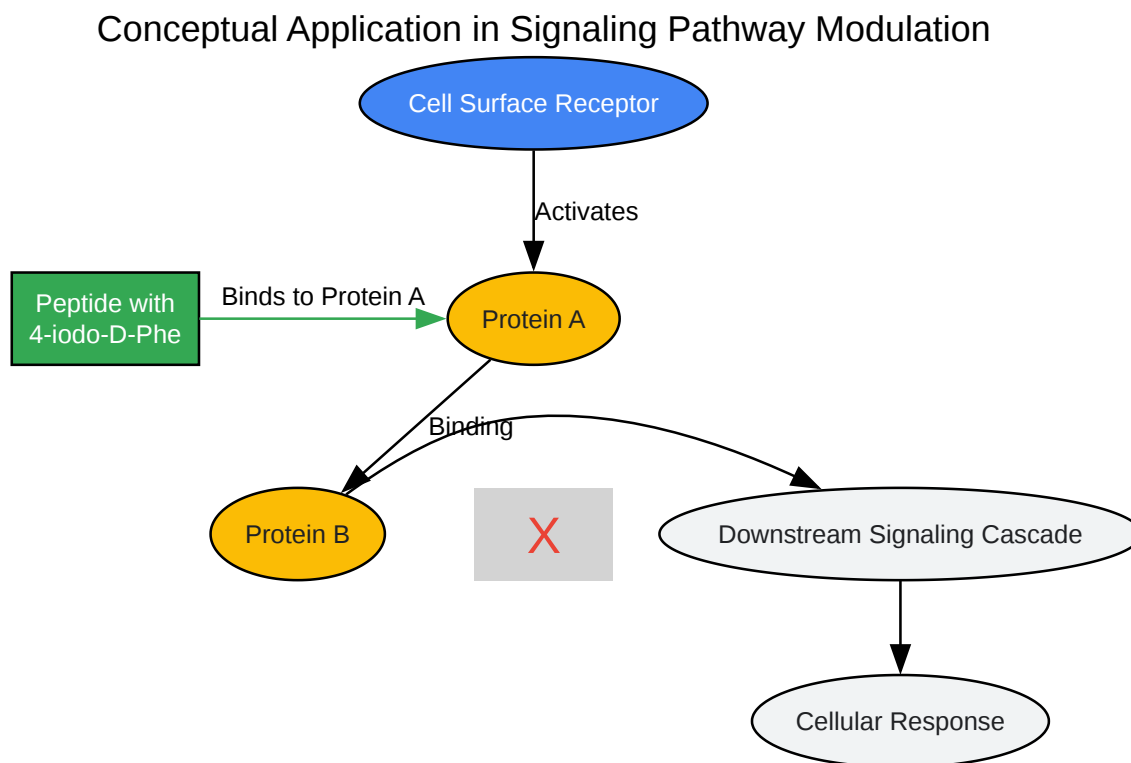 Conceptual Application in Signaling Pathway Modulation
Cell Surface Receptor
Activates
Peptide with
4-iodo-D-Phe
Binds to Protein A
Protein A
Binding
Protein B
X
Downstream Signaling Cascade
Cellular Response